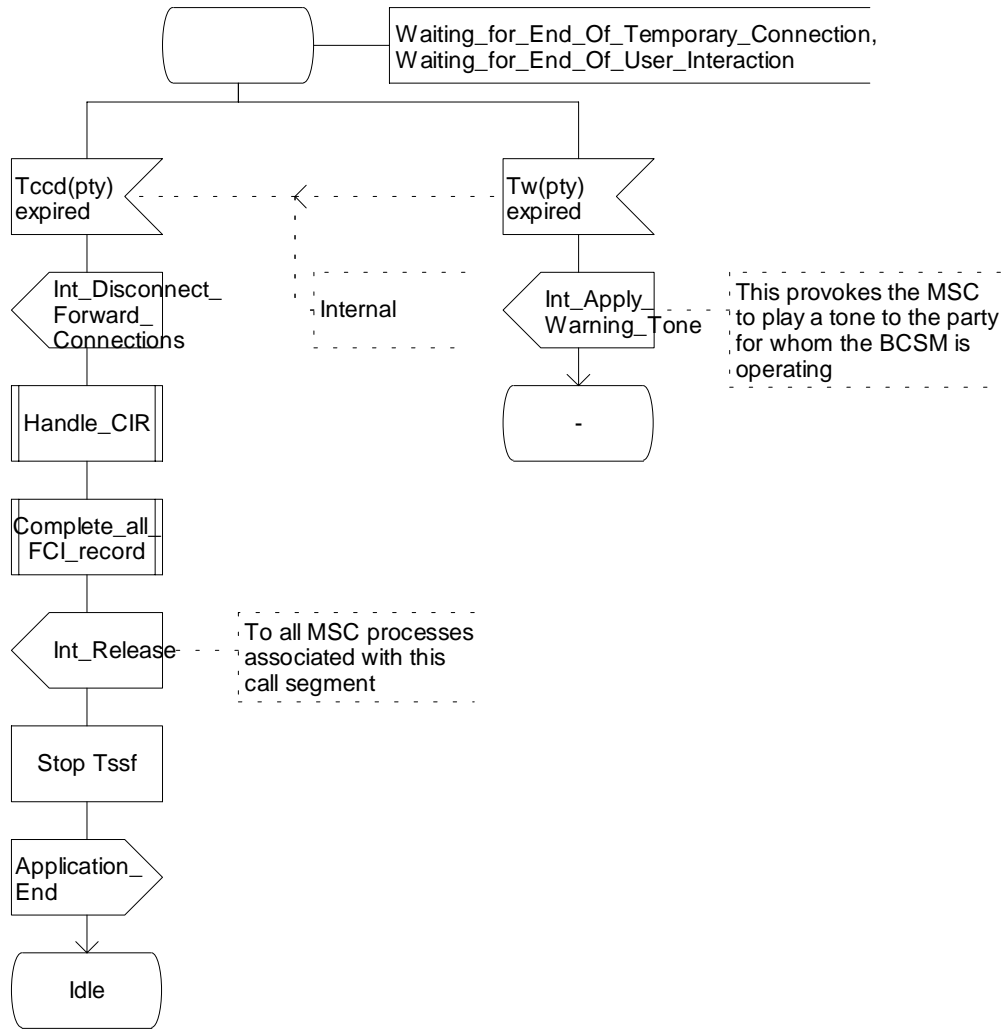 Waiting_for_End_Of_Temporary_Connection,
Waiting_for_End_Of_User_Interaction
Tccd(pty)
expired
Tw(pty)
expired
Int_Disconnect_
Forward_
Connections
Internal
Int_Apply_
Warning_Tone
This provokes the MSC
to play a tone to the party
for whom the BCSM is
operating
Handle_CIR
-
Complete_all_
FCI_record
Int_Release
To all MSC processes
associated with this
call segment
Stop Tssf
Application_
End
Idle